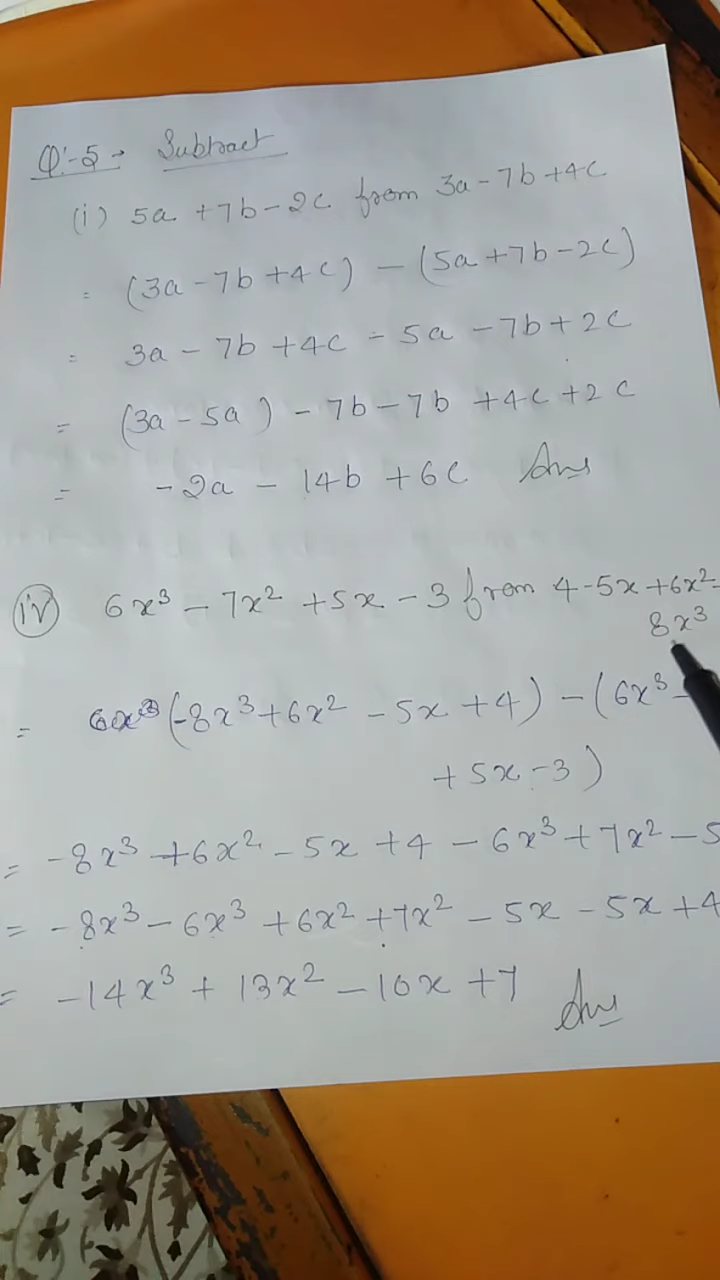 Q:-5 → Subtract
(i) 5a + 7b - 2c from 3a - 7b + 4c
= (3a - 7b + 4c) - (5a + 7b - 2c)
= 3a - 7b + 4c - 5a - 7b + 2c
= (3a - 5a) - 7b - 7b + 4c + 2c
= -2a - 14b + 6c Ans
(iv) 6x³ - 7x² + 5x - 3 from 4 - 5x + 6x² -
8x³
= (-8x³ + 6x² - 5x + 4) - (6x³ -
+ 5x - 3)
= -8x³ + 6x² - 5x + 4 - 6x³ + 7x² - 5
= -8x³ - 6x³ + 6x² + 7x² - 5x - 5x + 4
= -14x³ + 13x² - 10x + 7 Ans